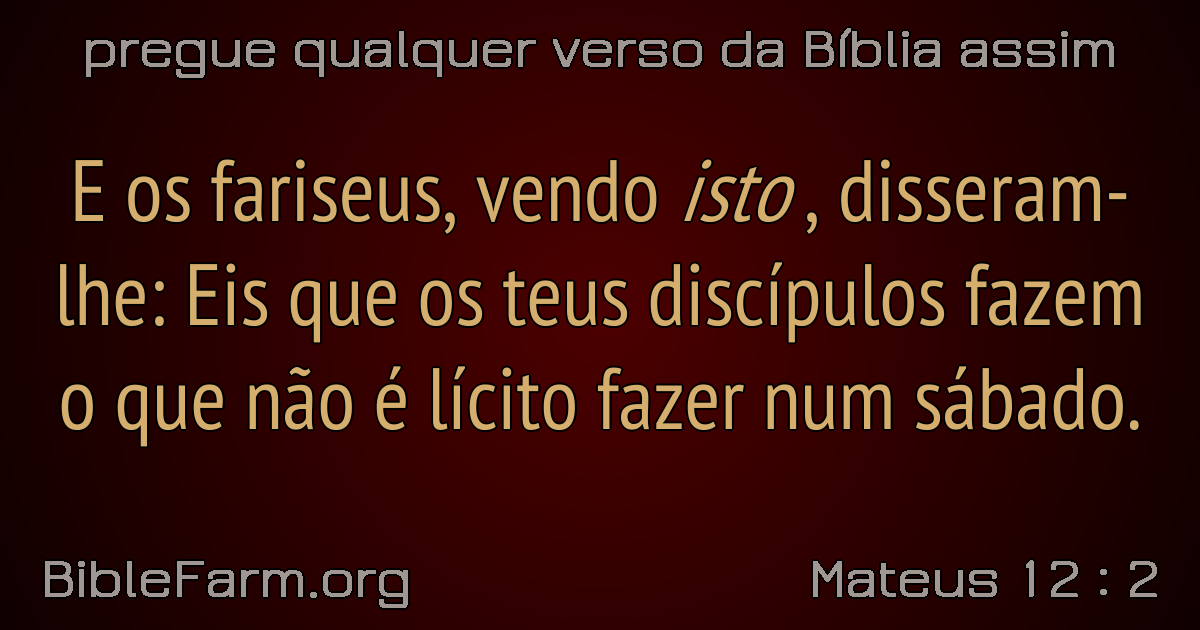 pregue qualquer verso da Bíblia assim
E os fariseus, vendo isto , disseram-
lhe: Eis que os teus discípulos fazem
o que não é lícito fazer num sábado.
BibleFarm.org
Mateus 12 : 2